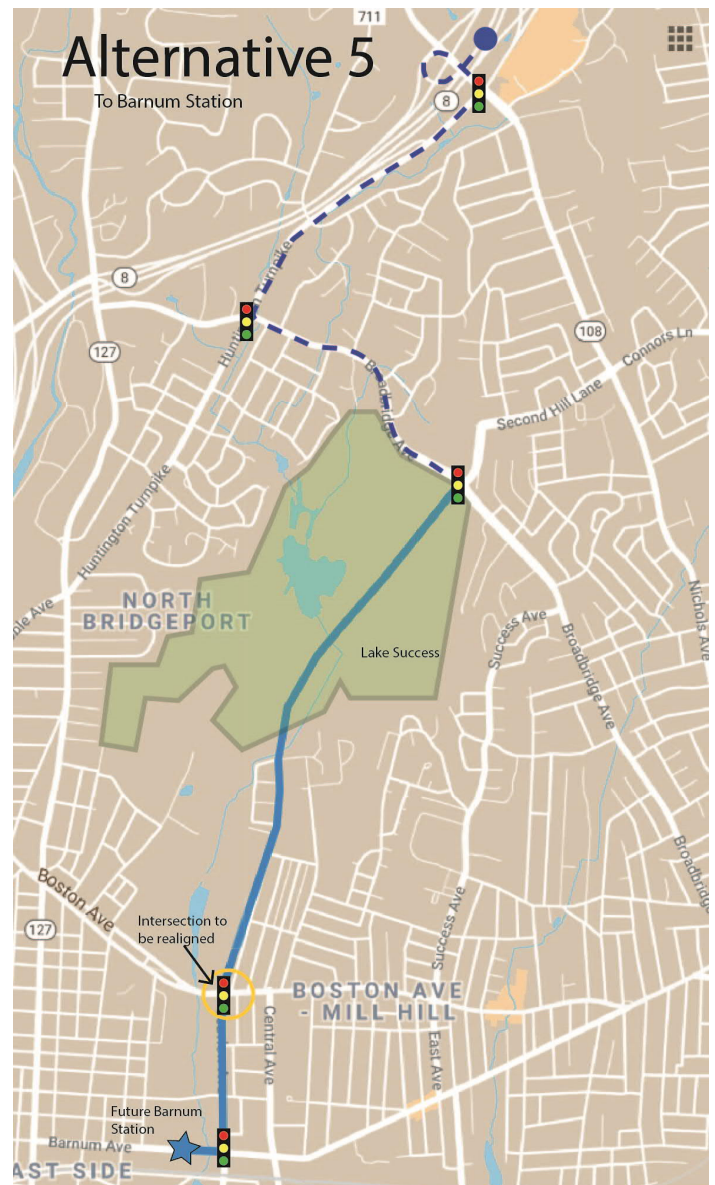 711
Alternative 5
To Barnum Station
8
Huntington Turnpike
8
127
108
Connors Ln
Second Hill Lane
Broadbridge Ave
Huntington Turnpike
NORTH
BRIDGEPORT
Nichols Ave
Success Ave
Broadbridge Ave
Lake Success
Boston Ave
127
Success Ave
Intersection to
be realigned
BOSTON AVE
- MILL HILL
Central Ave
East Ave
Future Barnum
Station
Barnum Ave
AST SIDE